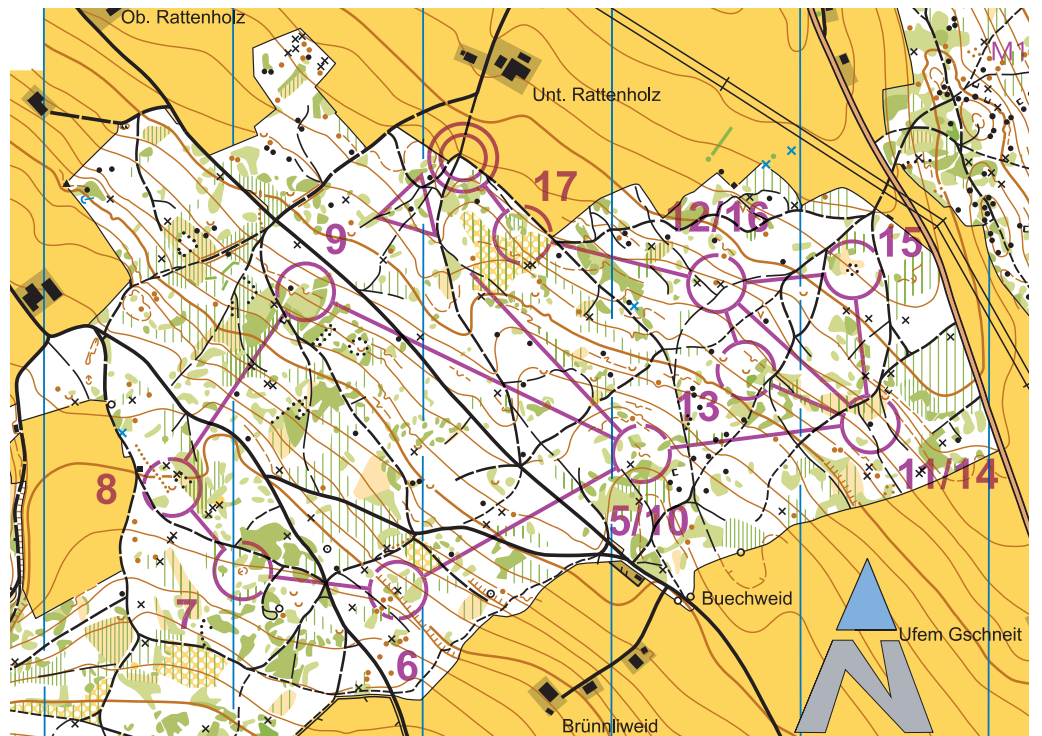 Ob. Rattenholz
M1
Unt. Rattenholz
17
12/16
9
15
13
8
11/14
5/10
7
Buechweid
Ufem Gschneit
6
N
Brünnliweid